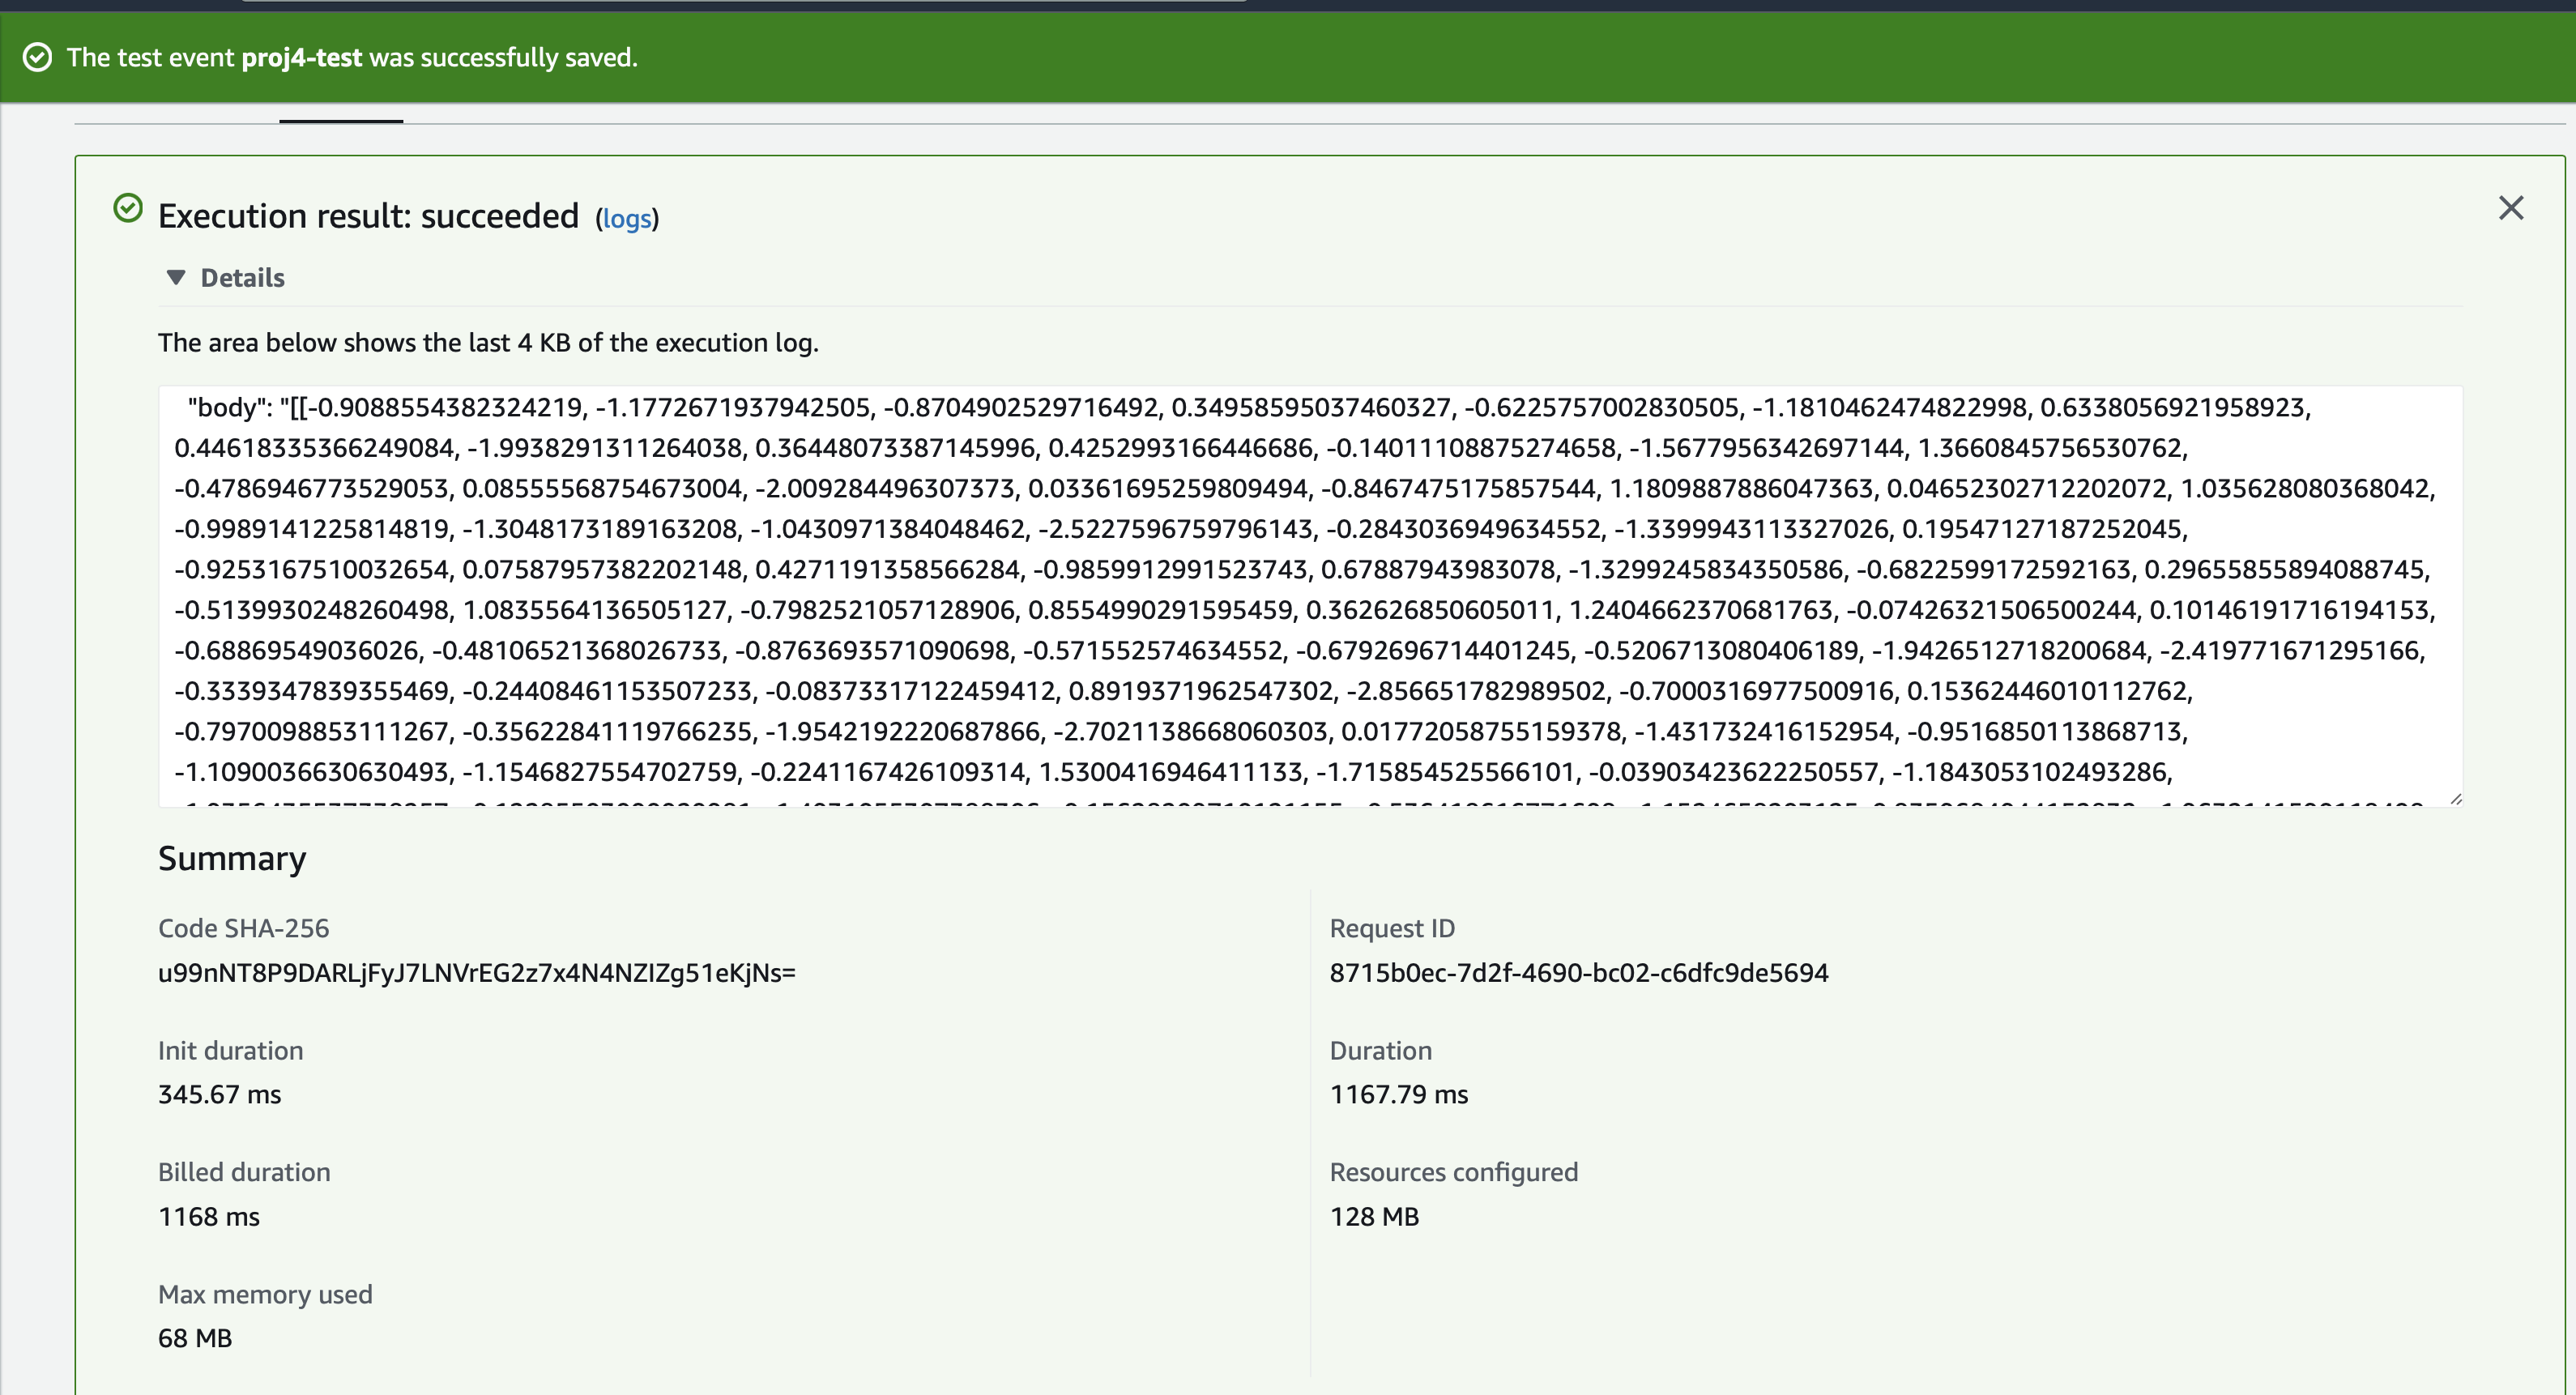 The test event proj4-test was successfully saved.
Execution result: succeeded (logs)
Details
The area below shows the last 4 KB of the execution log.
"body": "[[-0.9088554382324219, -1.1772671937942505, -0.8704902529716492, 0.34958595037460327, -0.6225757002830505, -1.1810462474822998, 0.6338056921958923,
0.44618335366249084, -1.9938291311264038, 0.36448073387145996, 0.4252993166446686, -0.14011108875274658, -1.5677956342697144, 1.3660845756530762,
-0.4786946773529053, 0.08555568754673004, -2.009284496307373, 0.03361695259809494, -0.8467475175857544, 1.1809887886047363, 0.04652302712202072, 1.035628080368042,
-0.9989141225814819, -1.3048173189163208, -1.0430971384048462, -2.5227596759796143, -0.2843036949634552, -1.3399943113327026, 0.19547127187252045,
-0.9253167510032654, 0.07587957382202148, 0.4271191358566284, -0.9859912991523743, 0.67887943983078, -1.3299245834350586, -0.6822599172592163, 0.29655855894088745,
-0.5139930248260498, 1.0835564136505127, -0.7982521057128906, 0.8554990291595459, 0.362626850605011, 1.2404662370681763, -0.07426321506500244, 0.10146191716194153,
-0.68869549036026, -0.48106521368026733, -0.8763693571090698, -0.571552574634552, -0.6792696714401245, -0.5206713080406189, -1.9426512718200684, -2.419771671295166,
-0.3339347839355469, -0.24408461153507233, -0.08373317122459412, 0.8919371962547302, -2.856651782989502, -0.7000316977500916, 0.15362446010112762,
-0.7970098853111267, -0.35622841119766235, -1.9542192220687866, -2.7021138668060303, 0.01772058755159378, -1.431732416152954, -0.9516850113868713,
-1.1090036630630493, -1.1546827554702759, -0.2241167426109314, 1.5300416946411133, -1.715854525566101, -0.03903423622250557, -1.1843053102493286,
Summary
Code SHA-256
u99nNT8P9DARLjFyJ7LNVrEG2z7x4N4NZIZg51eKjNs=
Request ID
8715b0ec-7d2f-4690-bc02-c6dfc9de5694
Init duration
345.67 ms
Duration
1167.79 ms
Billed duration
1168 ms
Resources configured
128 MB
Max memory used
68 MB